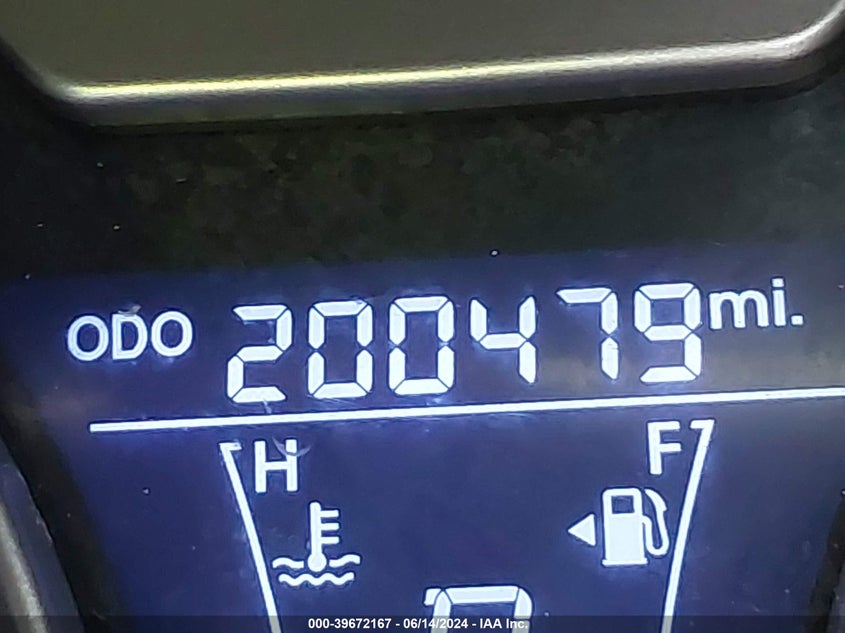 ODO 200479 mi.
H F
000-39672167 - 06/14/2024 - IAA Inc.